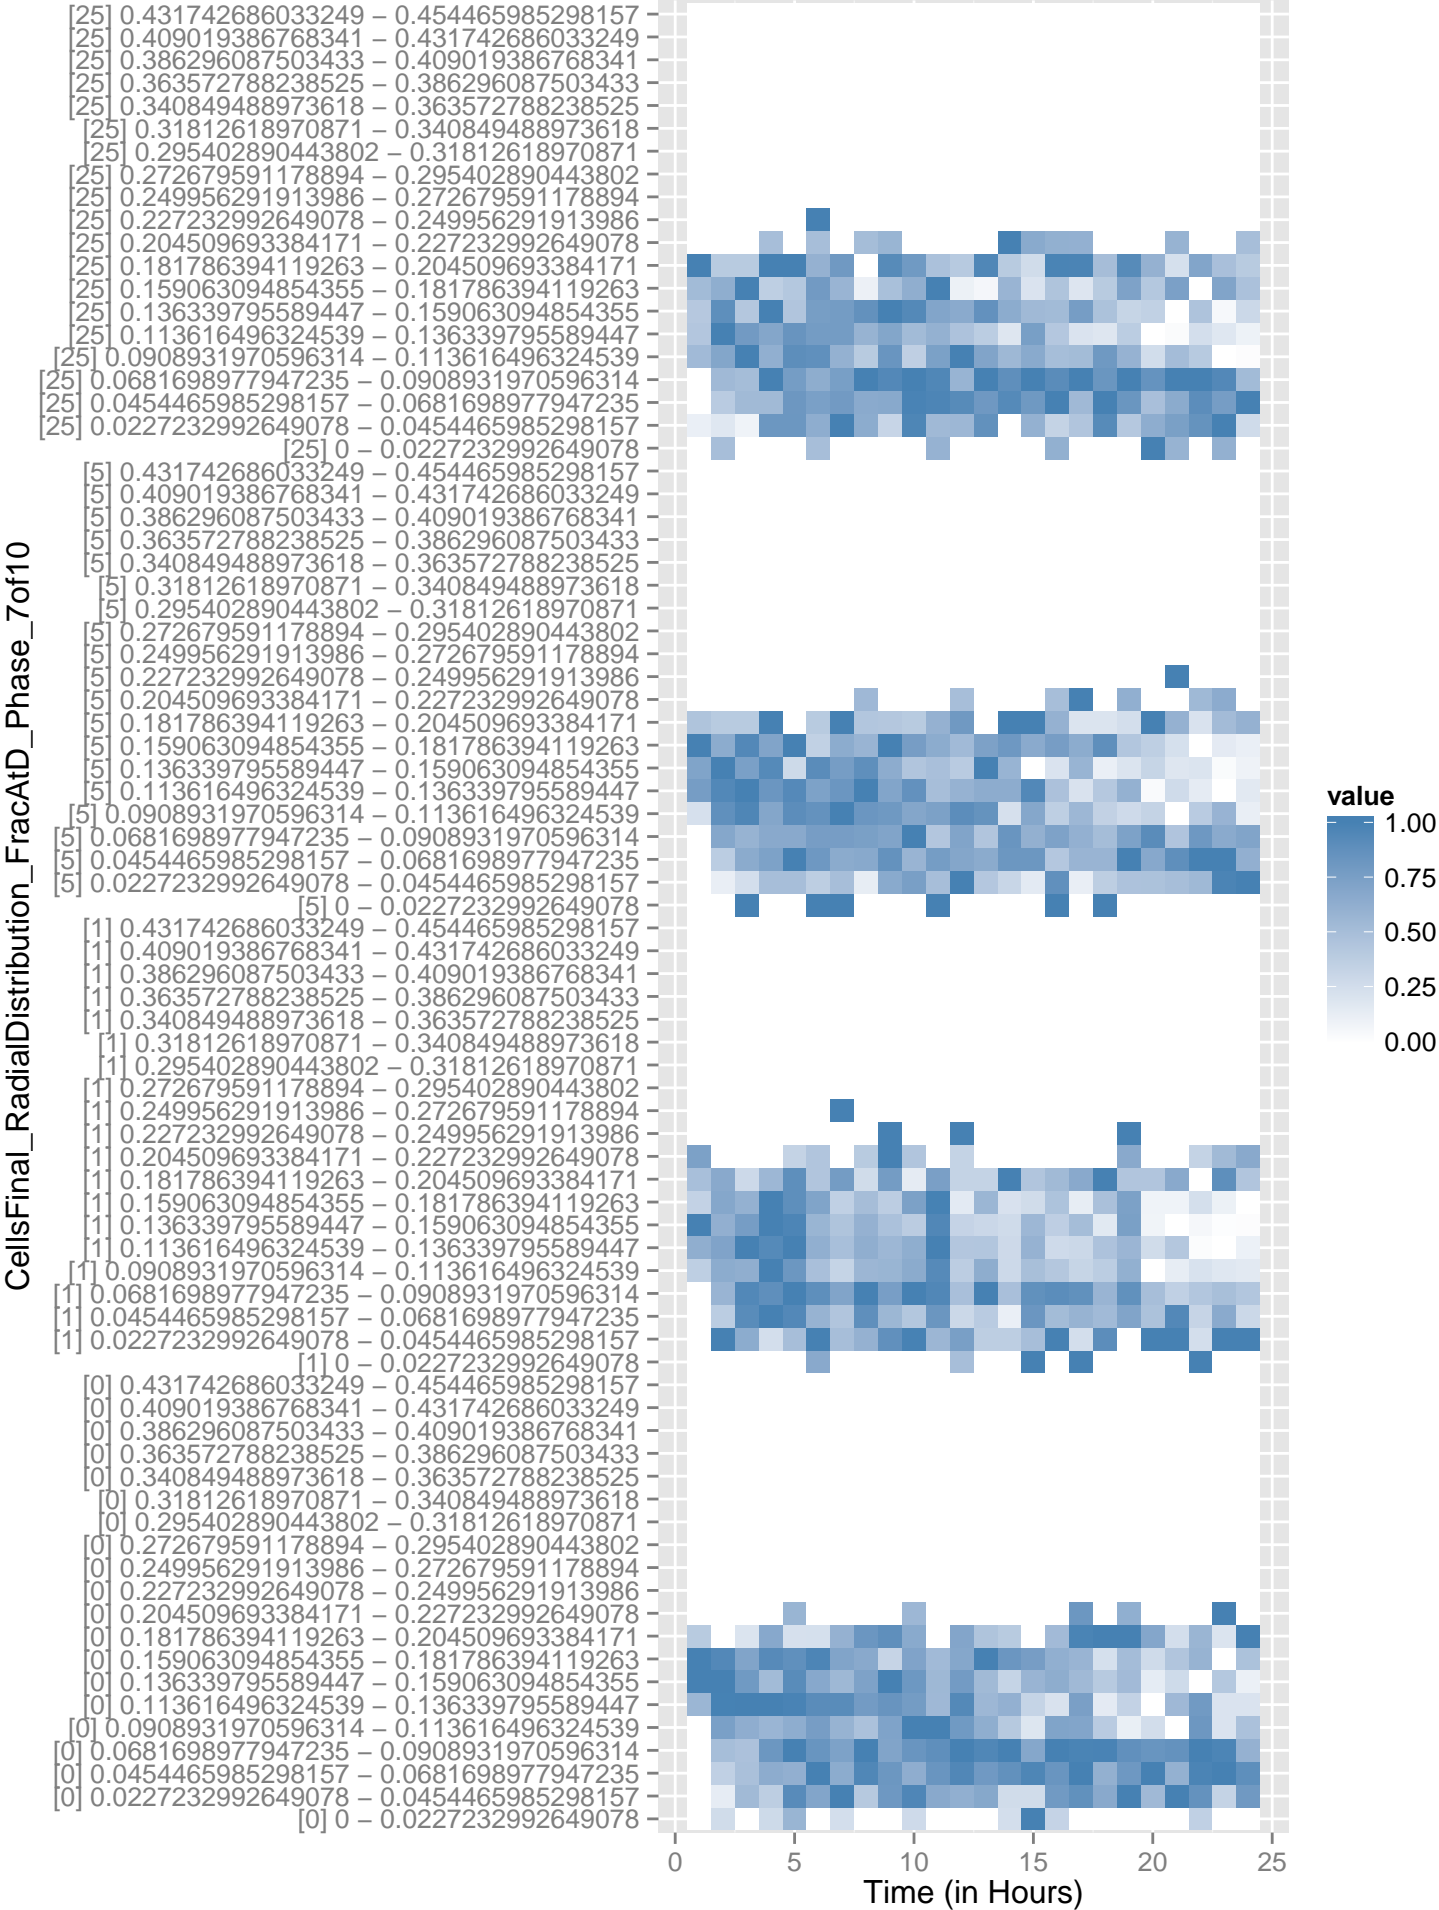 [25] 0.431742686033249 – 0.454465985298157
[25] 0.409019386768341 – 0.431742686033249
[25] 0.386296087503433 – 0.409019386768341
[25] 0.363572788238525 – 0.386296087503433
[25] 0.340849488973618 – 0.363572788238525
[25] 0.31812618970871 – 0.340849488973618
[25] 0.295402890443802 – 0.31812618970871
[25] 0.272679591178894 – 0.295402890443802
[25] 0.249956291913986 – 0.272679591178894
[25] 0.227232992649078 – 0.249956291913986
[25] 0.204509693384171 – 0.227232992649078
[25] 0.181786394119263 – 0.204509693384171
[25] 0.159063094854355 – 0.181786394119263
[25] 0.136339795589447 – 0.159063094854355
[25] 0.113616496324539 – 0.136339795589447
[25] 0.0908931970596314 – 0.113616496324539
[25] 0.0681698977947235 – 0.0908931970596314
[25] 0.0454465985298157 – 0.0681698977947235
[25] 0.0227232992649078 – 0.0454465985298157
[25] 0 – 0.0227232992649078
[5] 0.431742686033249 – 0.454465985298157
[5] 0.409019386768341 – 0.431742686033249
[5] 0.386296087503433 – 0.409019386768341
[5] 0.363572788238525 – 0.386296087503433
[5] 0.340849488973618 – 0.363572788238525
[5] 0.31812618970871 – 0.340849488973618
[5] 0.295402890443802 – 0.31812618970871
[5] 0.272679591178894 – 0.295402890443802
[5] 0.249956291913986 – 0.272679591178894
[5] 0.227232992649078 – 0.249956291913986
[5] 0.204509693384171 – 0.227232992649078
[5] 0.181786394119263 – 0.204509693384171
[5] 0.159063094854355 – 0.181786394119263
[5] 0.136339795589447 – 0.159063094854355
[5] 0.113616496324539 – 0.136339795589447
[5] 0.0908931970596314 – 0.113616496324539
[5] 0.0681698977947235 – 0.0908931970596314
[5] 0.0454465985298157 – 0.0681698977947235
[5] 0.0227232992649078 – 0.0454465985298157
[5] 0 – 0.0227232992649078
[1] 0.431742686033249 – 0.454465985298157
[1] 0.409019386768341 – 0.431742686033249
[1] 0.386296087503433 – 0.409019386768341
[1] 0.363572788238525 – 0.386296087503433
[1] 0.340849488973618 – 0.363572788238525
[1] 0.31812618970871 – 0.340849488973618
[1] 0.295402890443802 – 0.31812618970871
[1] 0.272679591178894 – 0.295402890443802
[1] 0.249956291913986 – 0.272679591178894
[1] 0.227232992649078 – 0.249956291913986
[1] 0.204509693384171 – 0.227232992649078
[1] 0.181786394119263 – 0.204509693384171
[1] 0.159063094854355 – 0.181786394119263
[1] 0.136339795589447 – 0.159063094854355
[1] 0.113616496324539 – 0.136339795589447
[1] 0.0908931970596314 – 0.113616496324539
[1] 0.0681698977947235 – 0.0908931970596314
[1] 0.0454465985298157 – 0.0681698977947235
[1] 0.0227232992649078 – 0.0454465985298157
[1] 0 – 0.0227232992649078
[0] 0.431742686033249 – 0.454465985298157
[0] 0.409019386768341 – 0.431742686033249
[0] 0.386296087503433 – 0.409019386768341
[0] 0.363572788238525 – 0.386296087503433
[0] 0.340849488973618 – 0.363572788238525
[0] 0.31812618970871 – 0.340849488973618
[0] 0.295402890443802 – 0.31812618970871
[0] 0.272679591178894 – 0.295402890443802
[0] 0.249956291913986 – 0.272679591178894
[0] 0.227232992649078 – 0.249956291913986
[0] 0.204509693384171 – 0.227232992649078
[0] 0.181786394119263 – 0.204509693384171
[0] 0.159063094854355 – 0.181786394119263
[0] 0.136339795589447 – 0.159063094854355
[0] 0.113616496324539 – 0.136339795589447
[0] 0.0908931970596314 – 0.113616496324539
[0] 0.0681698977947235 – 0.0908931970596314
[0] 0.0454465985298157 – 0.0681698977947235
[0] 0.0227232992649078 – 0.0454465985298157
[0] 0 – 0.0227232992649078
CellsFinal_RadialDistribution_FracAtD_Phase_7of10
0 5 10 15 20 25
Time (in Hours)
value
1.00
0.75
0.50
0.25
0.00